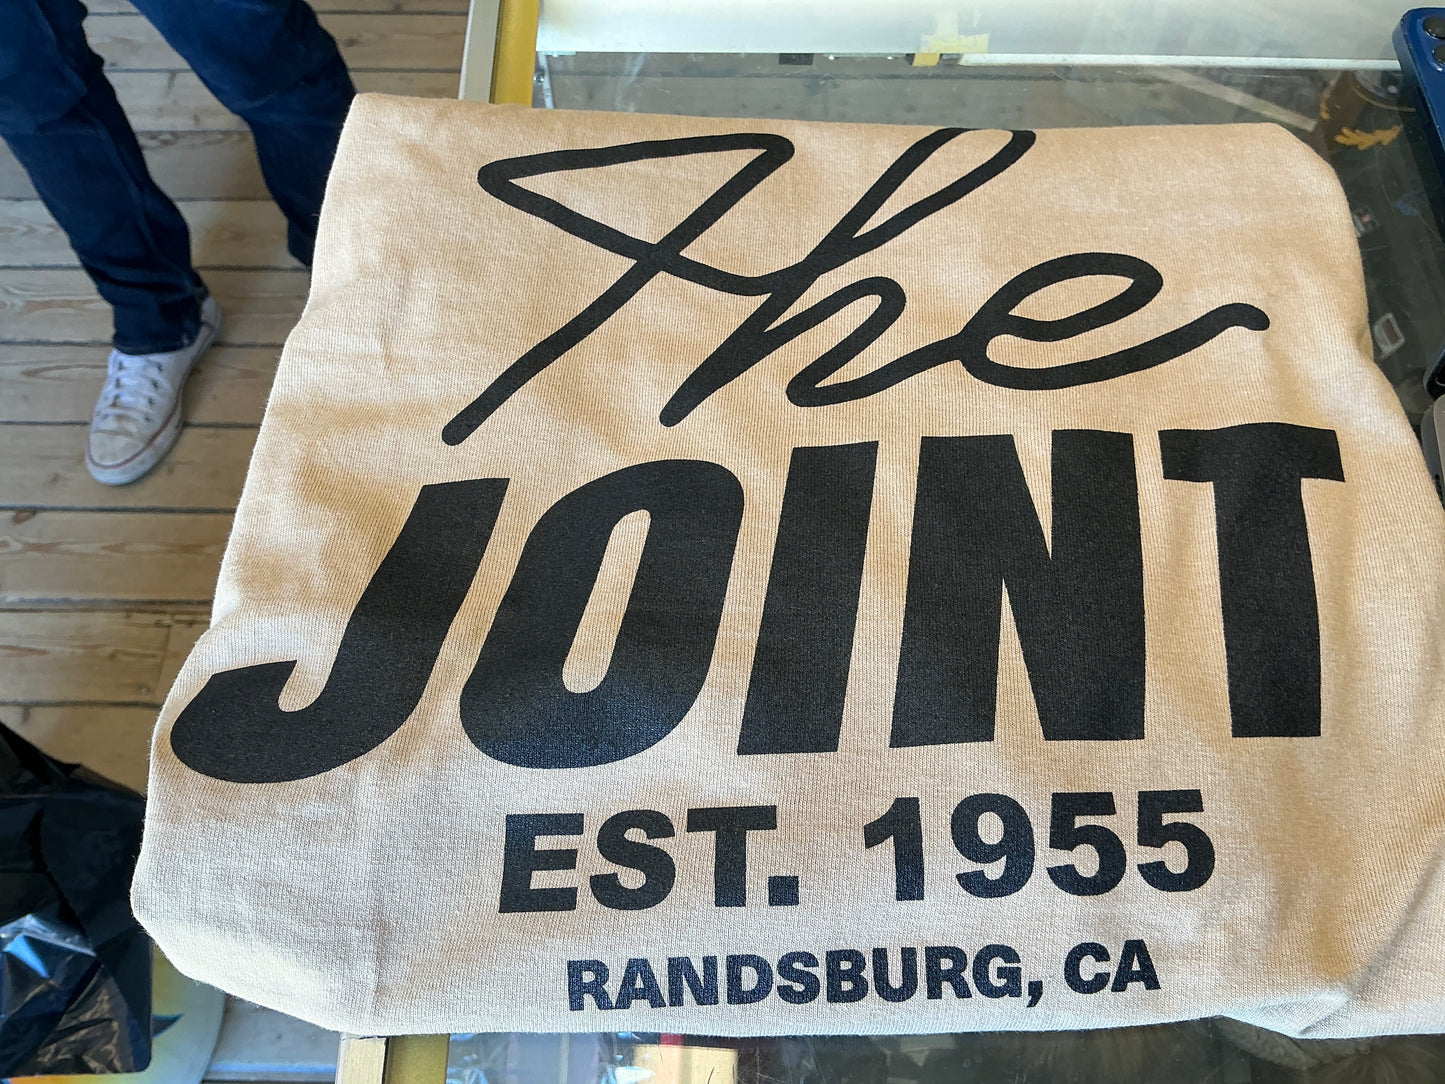 The
JOINT
EST. 1955
RANDSBURG, CA